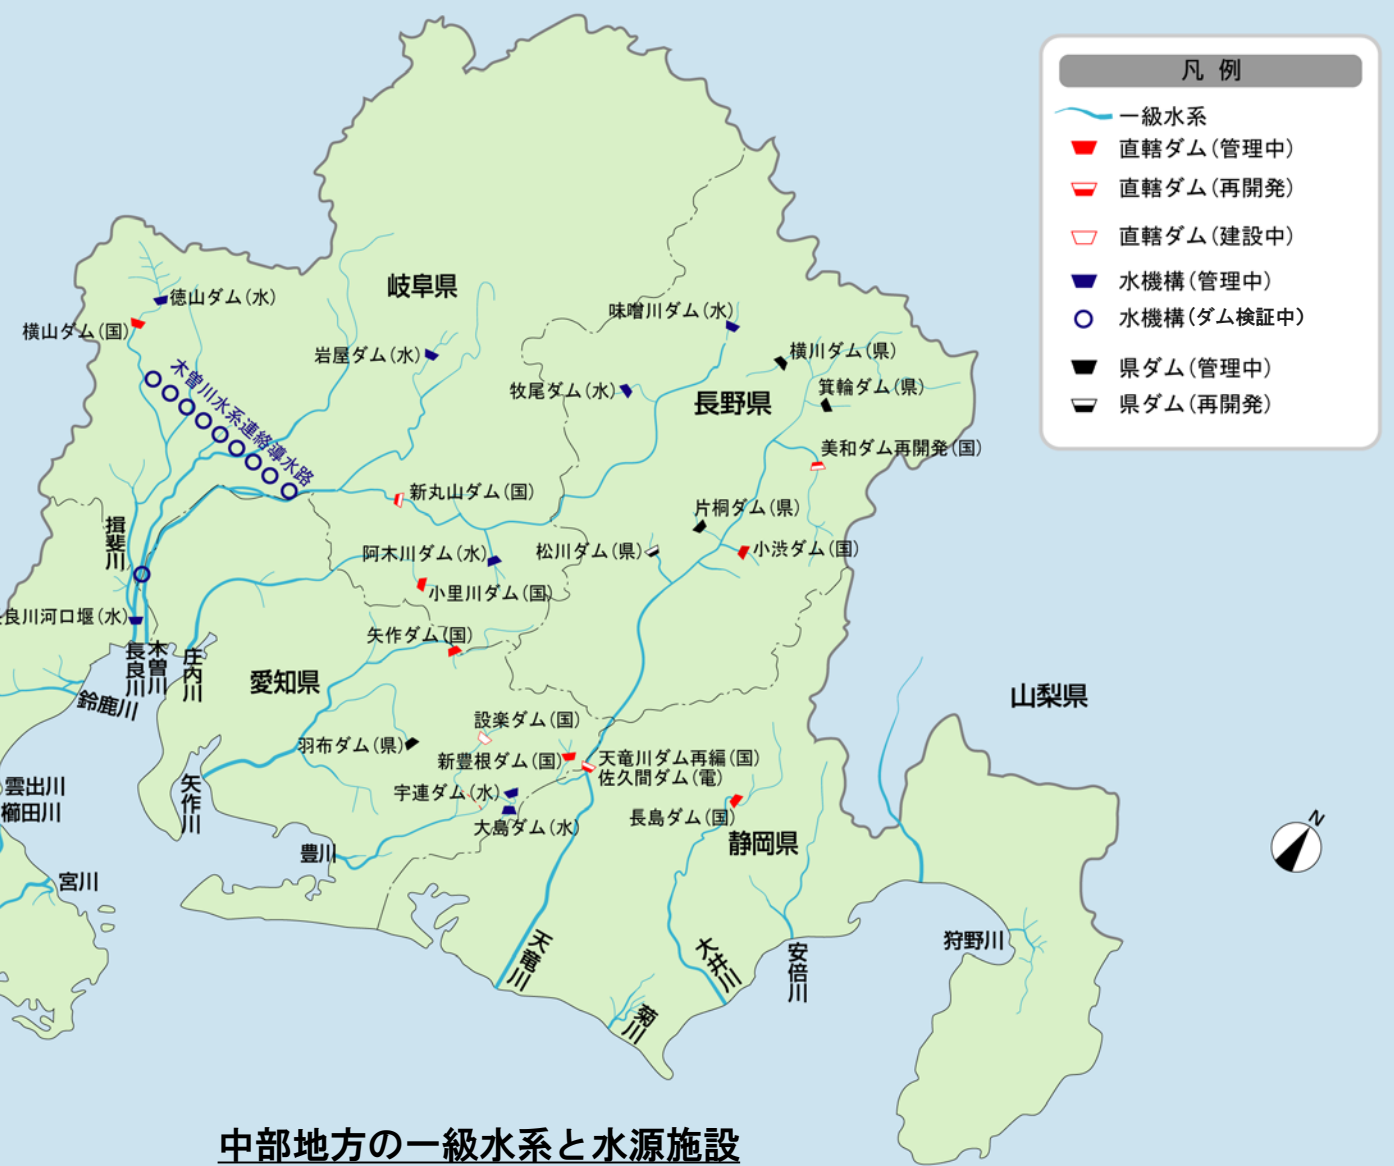 凡 例
一級水系
直轄ダム(管理中)
直轄ダム(再開発)
直轄ダム(建設中)
水機構(管理中)
水機構(ダム検証中)
県ダム(管理中)
県ダム(再開発)
岐阜県
徳山ダム(水)
横山ダム(国)
味噌川ダム(水)
岩屋ダム(水)
横川ダム(県)
木曽川水系連絡導水路
牧尾ダム(水)
箕輪ダム(県)
長野県
美和ダム再開発(国)
新丸山ダム(国)
片桐ダム(県)
揖斐川
阿木川ダム(水)
松川ダム(県)
小渋ダム(国)
小里川ダム(国)
良川河口堰(水)
矢作ダム(国)
長良川
木曽川
庄内川
愛知県
山梨県
鈴鹿川
設楽ダム(国)
羽布ダム(県)
新豊根ダム(国)
天竜川ダム再編(国)
佐久間ダム(電)
雲出川
櫛田川
矢作川
宇連ダム(水)
大島ダム(水)
長島ダム(国)
静岡県
豊川
宮川
N
天竜川
大井川
安倍川
狩野川
菊川
中部地方の一級水系と水源施設